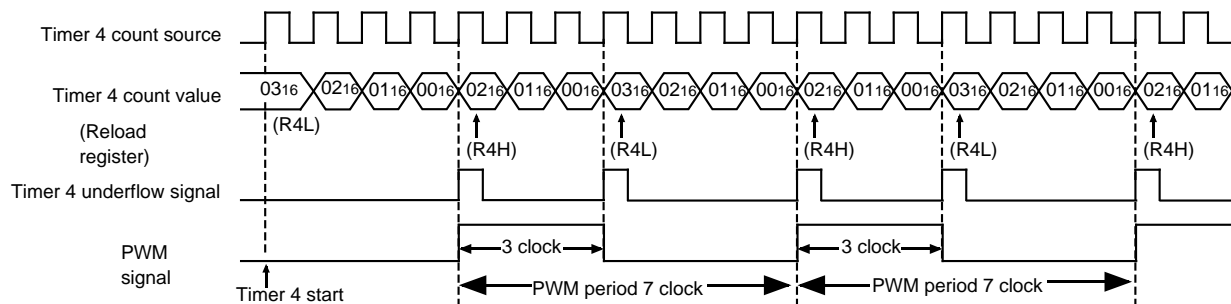 Timer 4 count source
Timer 4 count value
0316 0216 0116 0016 0216 0116 0016 0316 0216 0116 0016 0216 0116 0016 0316 0216 0116 0016 0216 0116
(Reload
register)
(R4L) (R4H) (R4L) (R4H) (R4L) (R4H)
Timer 4 underflow signal
PWM
signal
3 clock 3 clock
PWM period 7 clock PWM period 7 clock
Timer 4 start